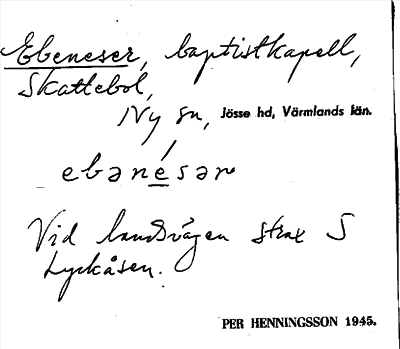 Ebeneser, baptistkapell,
Skattebol,
Ny sn, Jösse hd, Värmlands län.
ebənésər
Vid landsvägen strax S
Lyckåsen.
PER HENNINGSSON 1945.